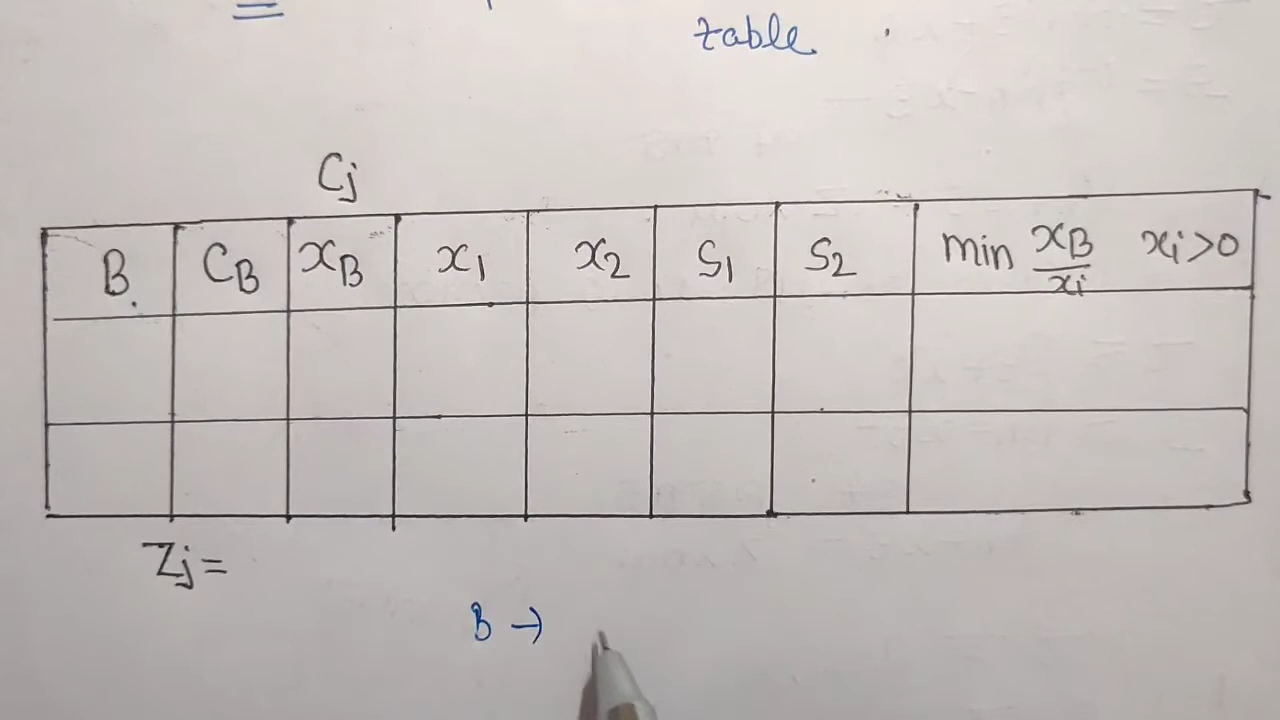 table
Cj
B CB xB x1 x2 S1 S2 min xB/xi xi>0
Zj=
B →